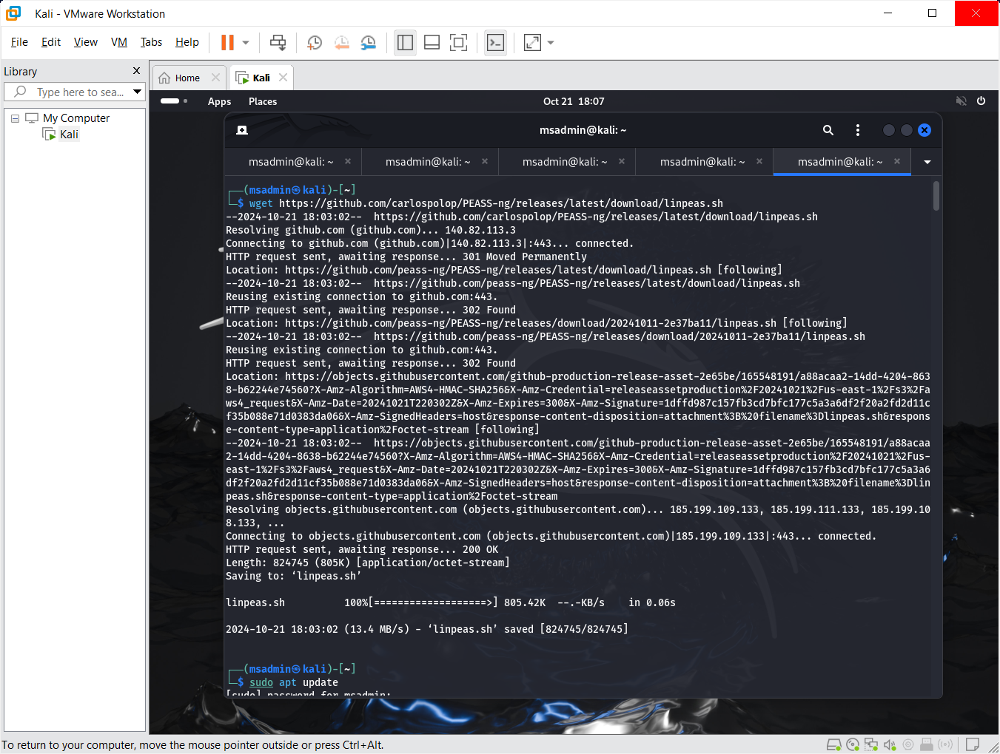 Kali - VMware Workstation
File Edit View VM Tabs Help
Library
Type here to sea...
My Computer
Kali
Home
Kali
Apps Places
Oct 21 18:07
msadmin@kali: ~
msadmin@kali: ~ msadmin@kali: ~ msadmin@kali: ~ msadmin@kali: ~ msadmin@kali: ~
┌──(msadmin㉿kali)-[~]
└─$ wget https://github.com/carlospolop/PEASS-ng/releases/latest/download/linpeas.sh
--2024-10-21 18:03:02--  https://github.com/carlospolop/PEASS-ng/releases/latest/download/linpeas.sh
Resolving github.com (github.com)... 140.82.113.3
Connecting to github.com (github.com)|140.82.113.3|:443... connected.
HTTP request sent, awaiting response... 301 Moved Permanently
Location: https://github.com/peass-ng/PEASS-ng/releases/latest/download/linpeas.sh [following]
--2024-10-21 18:03:02--  https://github.com/peass-ng/PEASS-ng/releases/latest/download/linpeas.sh
Reusing existing connection to github.com:443.
HTTP request sent, awaiting response... 302 Found
Location: https://github.com/peass-ng/PEASS-ng/releases/download/20241011-2e37ba11/linpeas.sh [following]
--2024-10-21 18:03:02--  https://github.com/peass-ng/PEASS-ng/releases/download/20241011-2e37ba11/linpeas.sh
Reusing existing connection to github.com:443.
HTTP request sent, awaiting response... 302 Found
Location: https://objects.githubusercontent.com/github-production-release-asset-2e65be/165548191/a88acaa2-14dd-4204-863
8-b62244e74560?X-Amz-Algorithm=AWS4-HMAC-SHA256&X-Amz-Credential=releaseassetproduction%2F20241021%2Fus-east-1%2Fs3%2Fa
ws4_request&X-Amz-Date=20241021T220302Z&X-Amz-Expires=300&X-Amz-Signature=1dffd987c157fb3cd7bfc177c5a3a6df2f20a2fd2d11c
f35b088e71d0383da06&X-Amz-SignedHeaders=host&response-content-disposition=attachment%3B%20filename%3Dlinpeas.sh&respons
e-content-type=application%2Foctet-stream [following]
--2024-10-21 18:03:02--  https://objects.githubusercontent.com/github-production-release-asset-2e65be/165548191/a88acaa
2-14dd-4204-8638-b62244e74560?X-Amz-Algorithm=AWS4-HMAC-SHA256&X-Amz-Credential=releaseassetproduction%2F20241021%2Fus-
east-1%2Fs3%2Faws4_request&X-Amz-Date=20241021T220302Z&X-Amz-Expires=300&X-Amz-Signature=1dffd987c157fb3cd7bfc177c5a3a6
df2f20a2fd2d11cf35b088e71d0383da06&X-Amz-SignedHeaders=host&response-content-disposition=attachment%3B%20filename%3Dlin
peas.sh&response-content-type=application%2Foctet-stream
Resolving objects.githubusercontent.com (objects.githubusercontent.com)... 185.199.109.133, 185.199.111.133, 185.199.10
8.133, ...
Connecting to objects.githubusercontent.com (objects.githubusercontent.com)|185.199.109.133|:443... connected.
HTTP request sent, awaiting response... 200 OK
Length: 824745 (805K) [application/octet-stream]
Saving to: ‘linpeas.sh’
linpeas.sh          100%[===================>] 805.42K  --.-KB/s    in 0.06s
2024-10-21 18:03:02 (13.4 MB/s) - ‘linpeas.sh’ saved [824745/824745]
┌──(msadmin㉿kali)-[~]
└─$ sudo apt update
[sudo] password for msadmin:
To return to your computer, move the mouse pointer outside or press Ctrl+Alt.